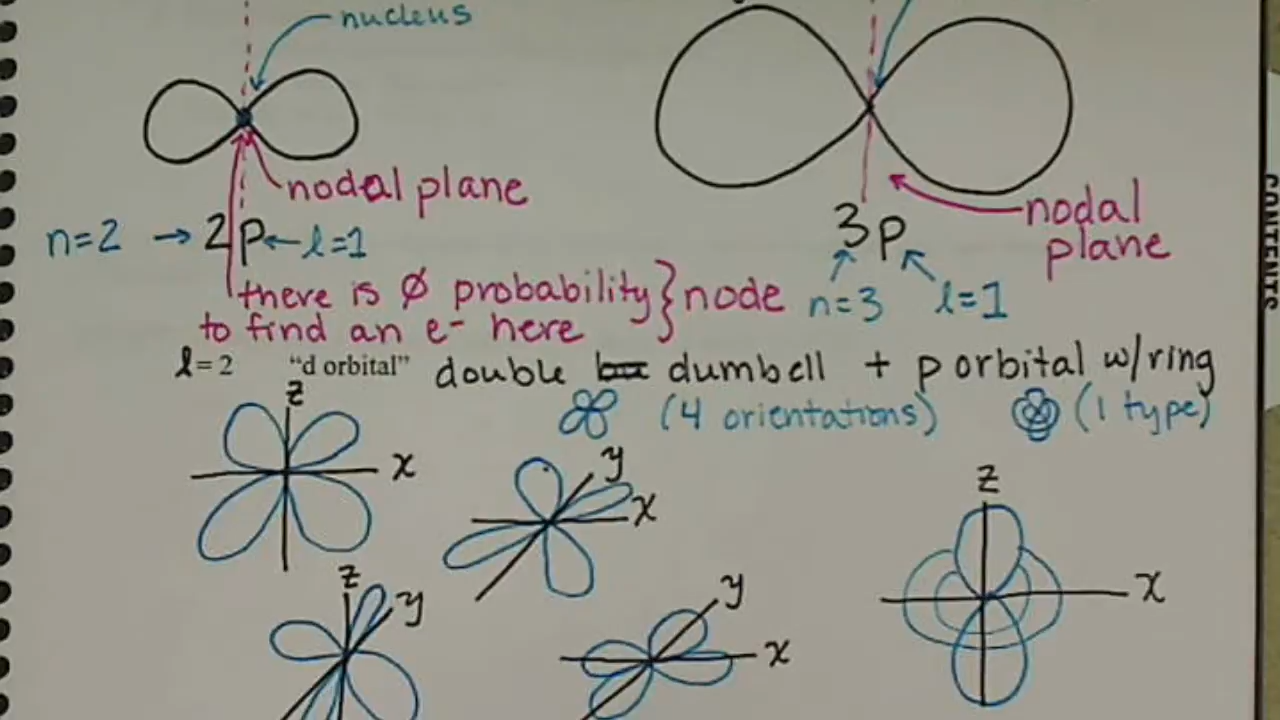 nucleus
nodal plane
n=2 → 2p ← l=1
there is ∅ probability } node
to find an e- here
nodal
plane
3p
n=3 l=1
l = 2 "d orbital" double dumbell + p orbital w/ring
(4 orientations) (1 type)
z
x
y
x
z
x
z
y
y
x
CONTENTS